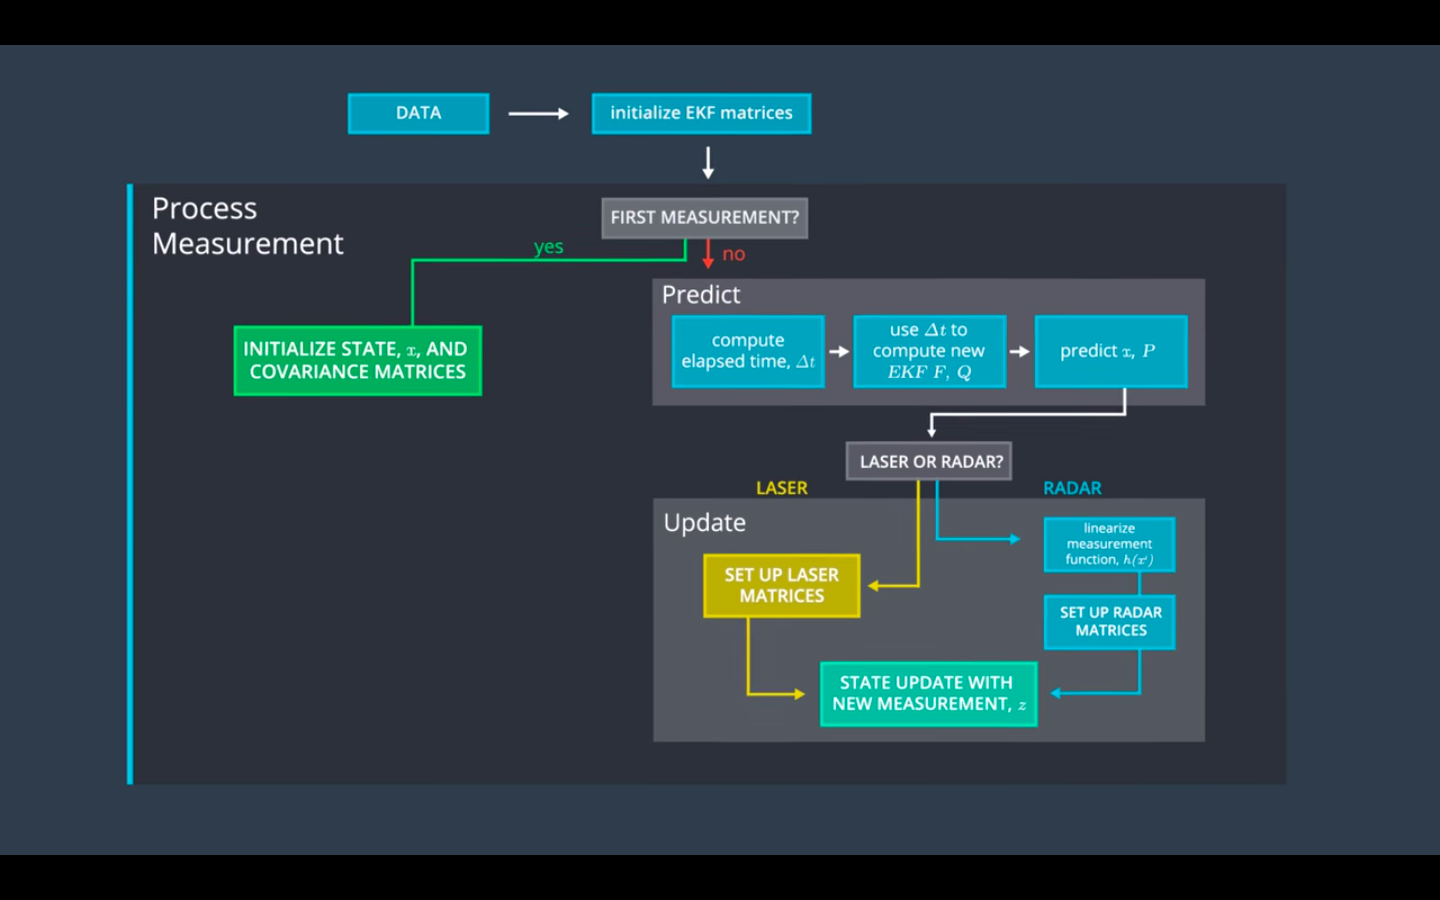 DATA
initialize EKF matrices
Process
Measurement
FIRST MEASUREMENT?
yes
no
INITIALIZE STATE, x, AND
COVARIANCE MATRICES
Predict
compute
elapsed time, Δt
use Δt to
compute new
EKF F, Q
predict x, P
LASER OR RADAR?
LASER
RADAR
Update
linearize
measurement
function, h(x')
SET UP LASER
MATRICES
SET UP RADAR
MATRICES
STATE UPDATE WITH
NEW MEASUREMENT, z